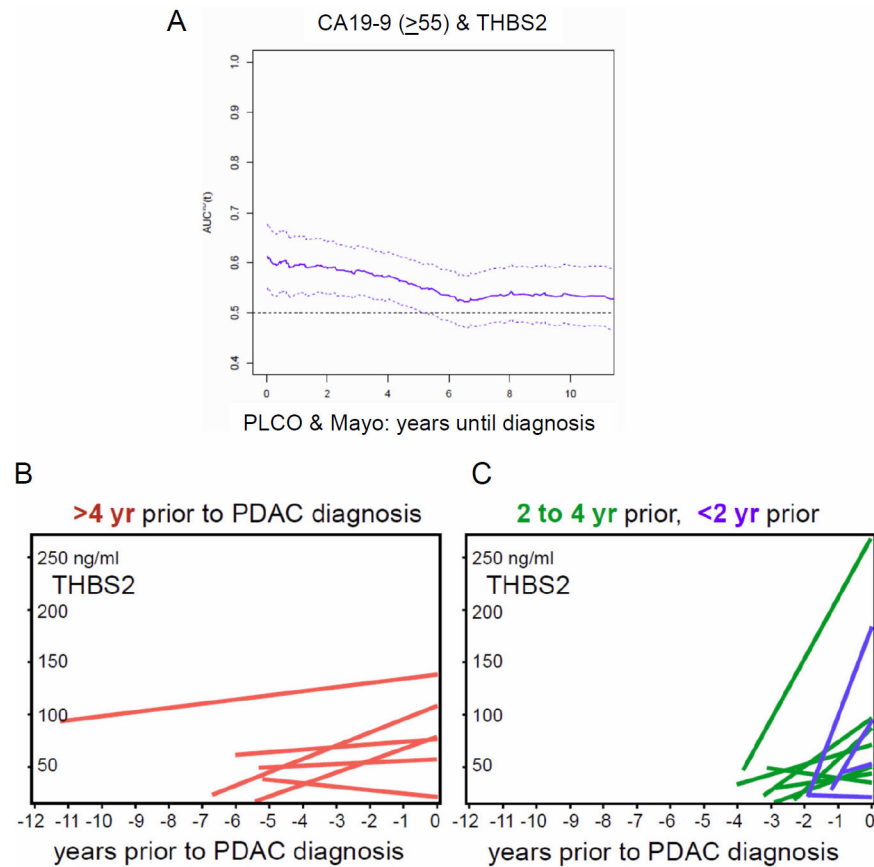 A
CA19-9 (≥55) & THBS2
1.0
0.9
0.8
0.7
0.6
0.5
0.4
0 2 4 6 8 10
PLCO & Mayo: years until diagnosis
B
>4 yr prior to PDAC diagnosis
250 ng/ml
THBS2
200
150
100
50
-12 -11 -10 -9 -8 -7 -6 -5 -4 -3 -2 -1 0
years prior to PDAC diagnosis
C
2 to 4 yr prior, <2 yr prior
250 ng/ml
THBS2
200
150
100
50
-12 -11 -10 -9 -8 -7 -6 -5 -4 -3 -2 -1 0
years prior to PDAC diagnosis